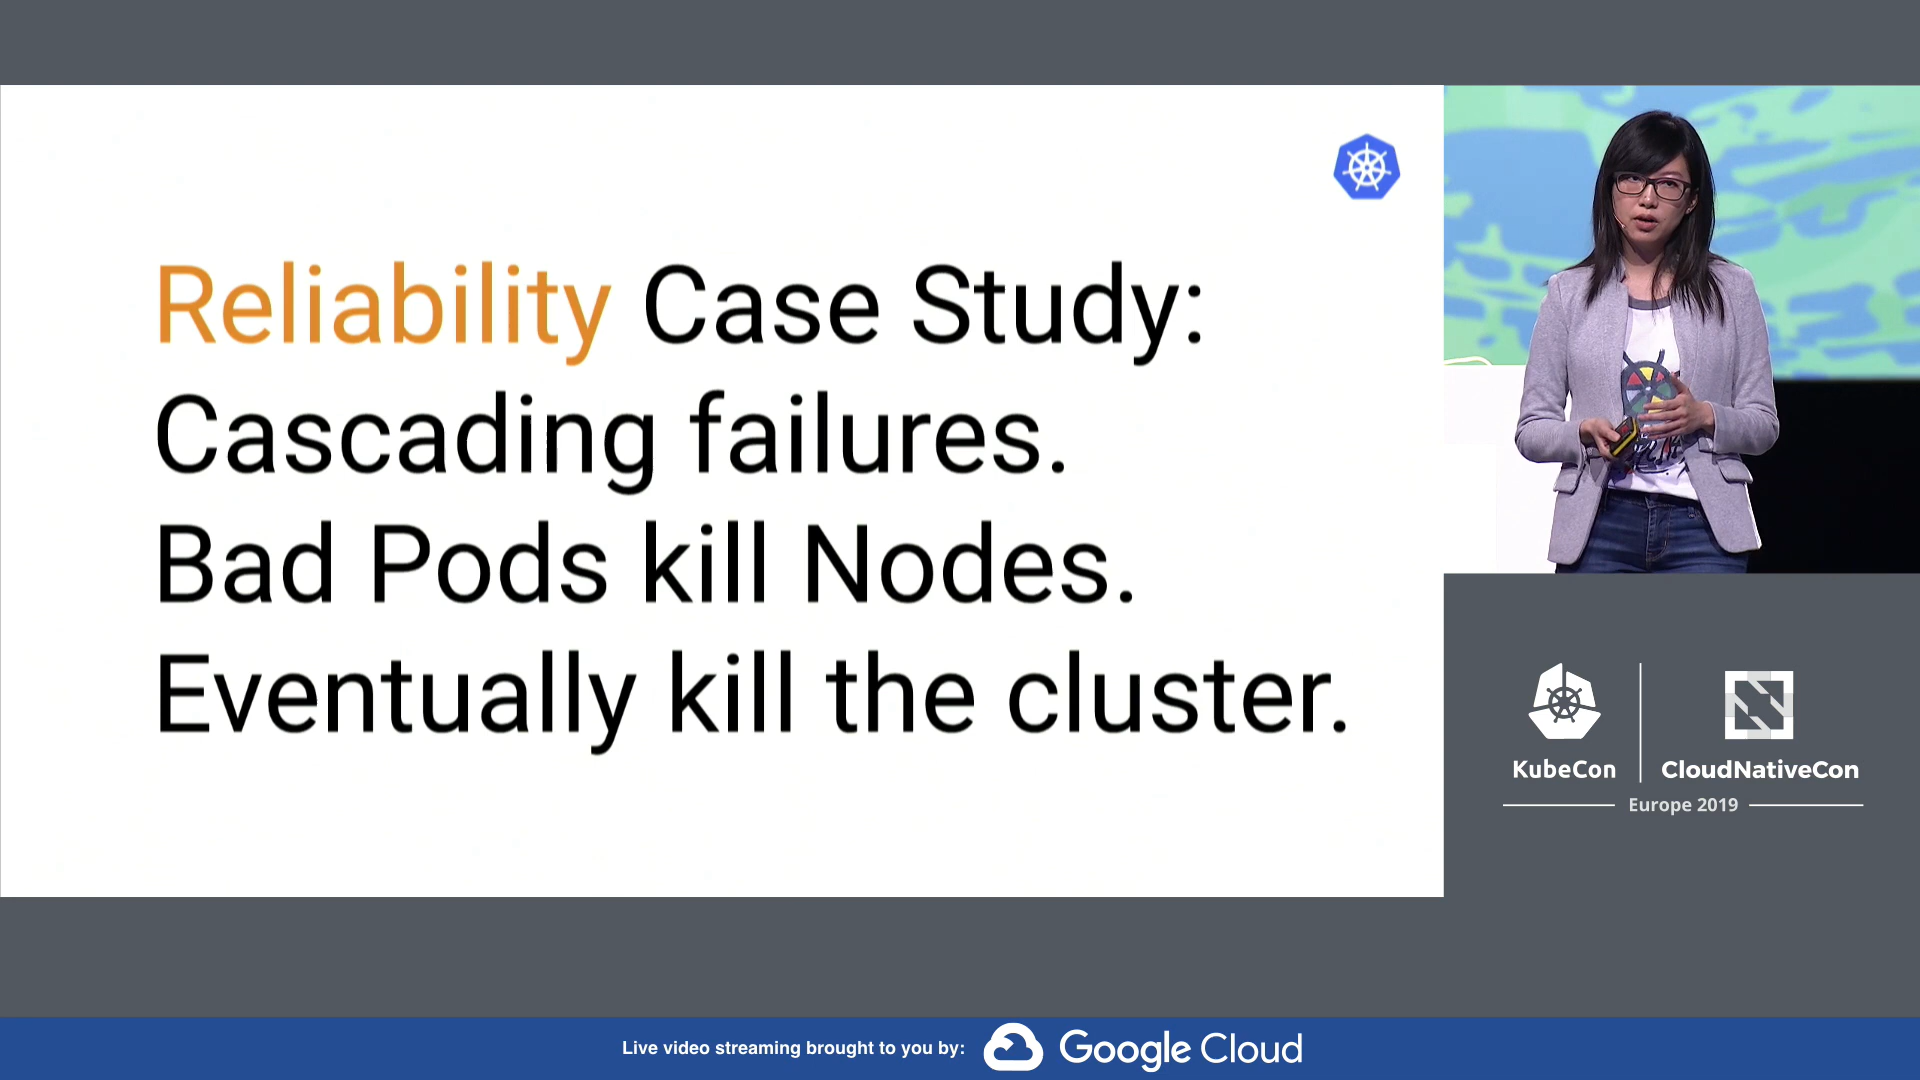 Reliability Case Study:
Cascading failures.
Bad Pods kill Nodes.
Eventually kill the cluster.
KubeCon
CloudNativeCon
Europe 2019
Live video streaming brought to you by:
Google Cloud